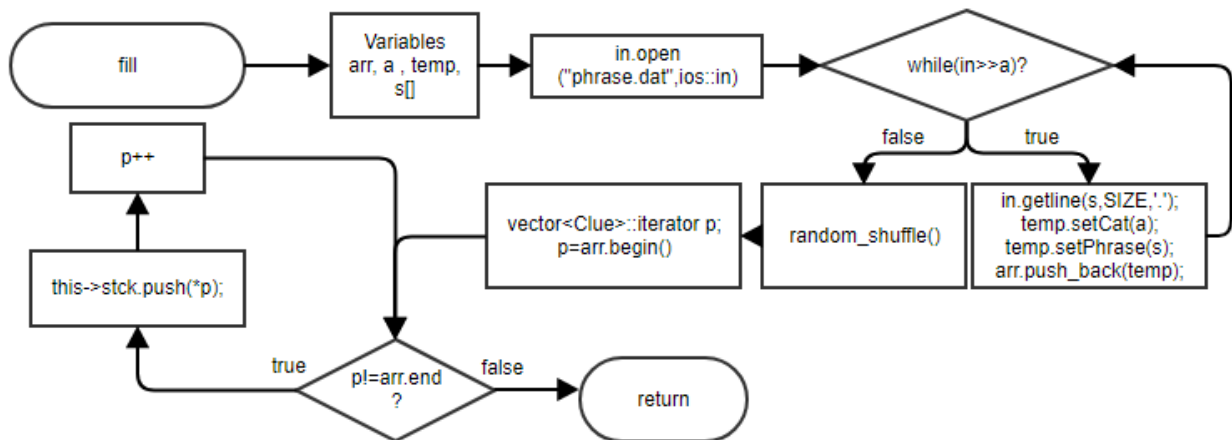 fill
Variables
arr, a , temp,
s[]
in.open
("phrase.dat",ios::in)
while(in>>a)?
false
true
p++
vector<Clue>::iterator p;
p=arr.begin()
random_shuffle()
in.getline(s,SIZE,'.');
temp.setCat(a);
temp.setPhrase(s);
arr.push_back(temp);
this->stck.push(*p);
true
p!=arr.end
?
false
return